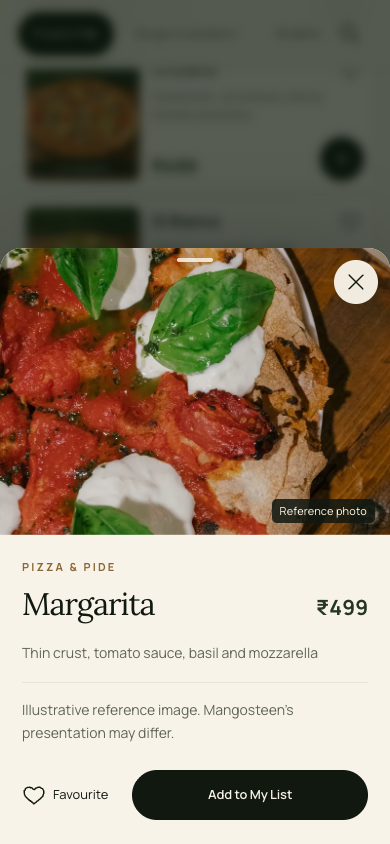 Reference photo
PIZZA & PIDE
Margarita
₹499
Thin crust, tomato sauce, basil and mozzarella
Illustrative reference image. Mangosteen's
presentation may differ.
Favourite
Add to My List